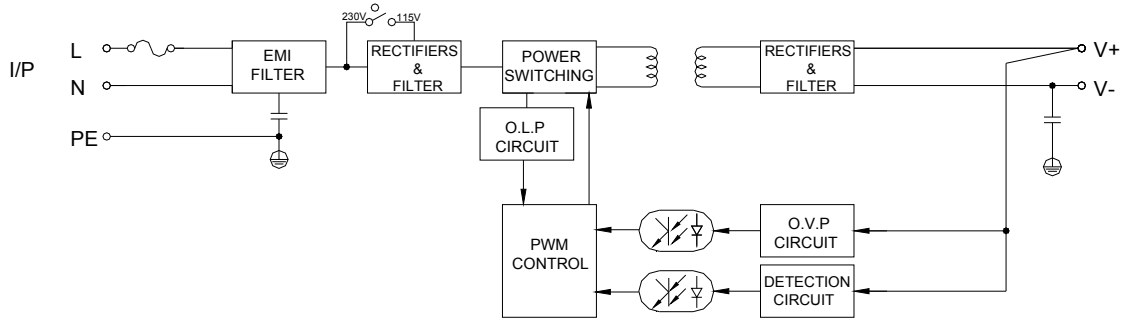 230V
115V
I/P
L
N
PE
EMI
FILTER
RECTIFIERS
&
FILTER
POWER
SWITCHING
RECTIFIERS
&
FILTER
V+
V-
O.L.P
CIRCUIT
PWM
CONTROL
O.V.P
CIRCUIT
DETECTION
CIRCUIT